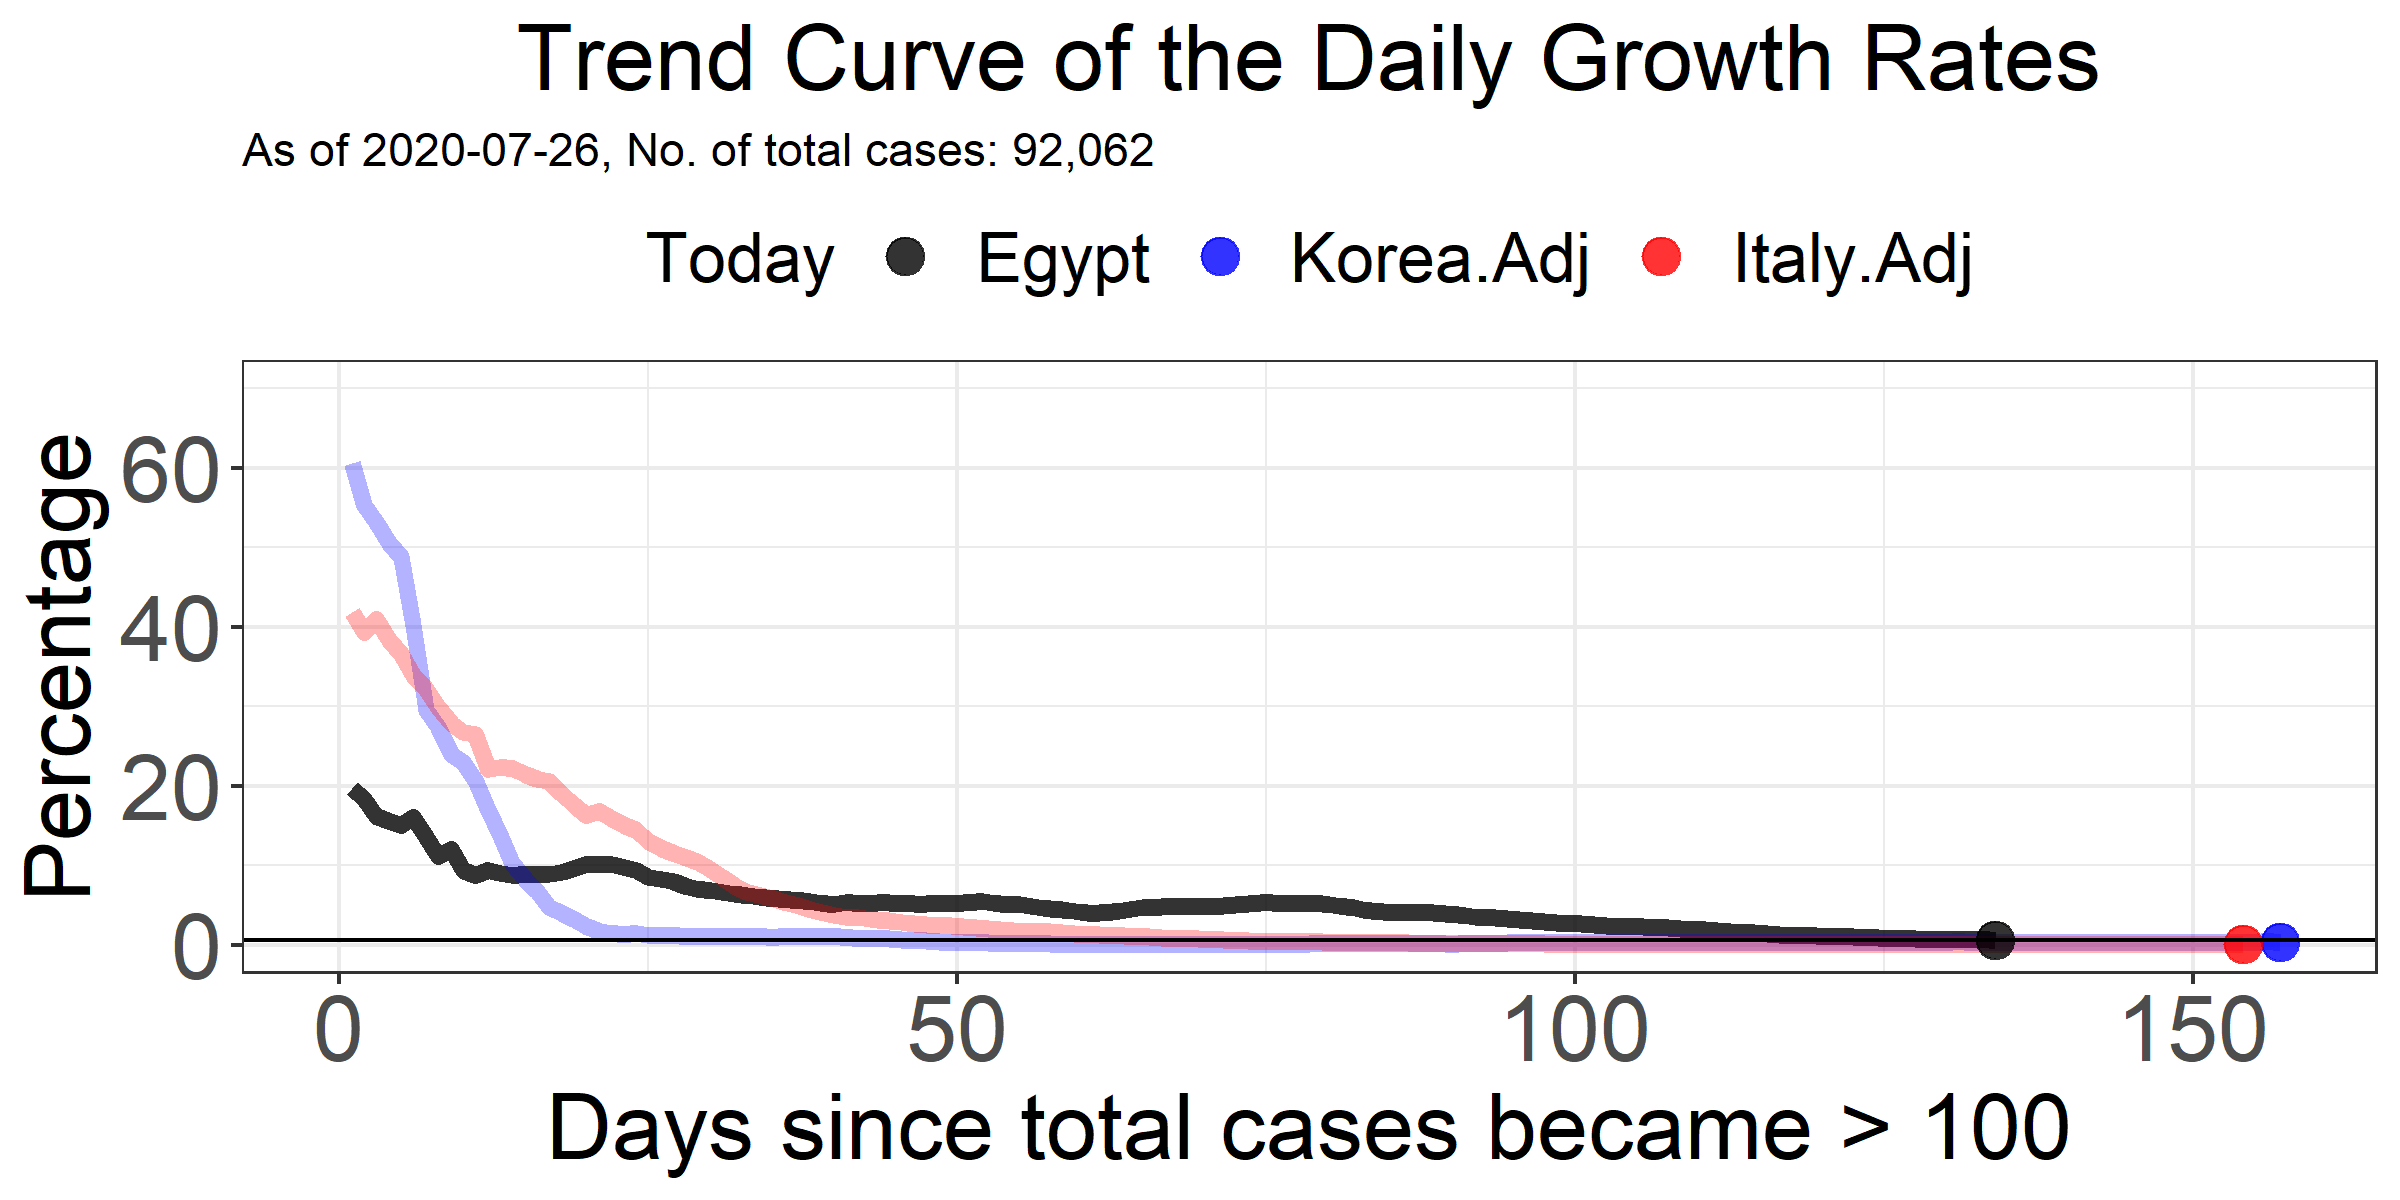 Trend Curve of the Daily Growth Rates
As of 2020-07-26, No. of total cases: 92,062
Today Egypt Korea.Adj Italy.Adj
Percentage
60
40
20
0
0 50 100 150
Days since total cases became > 100